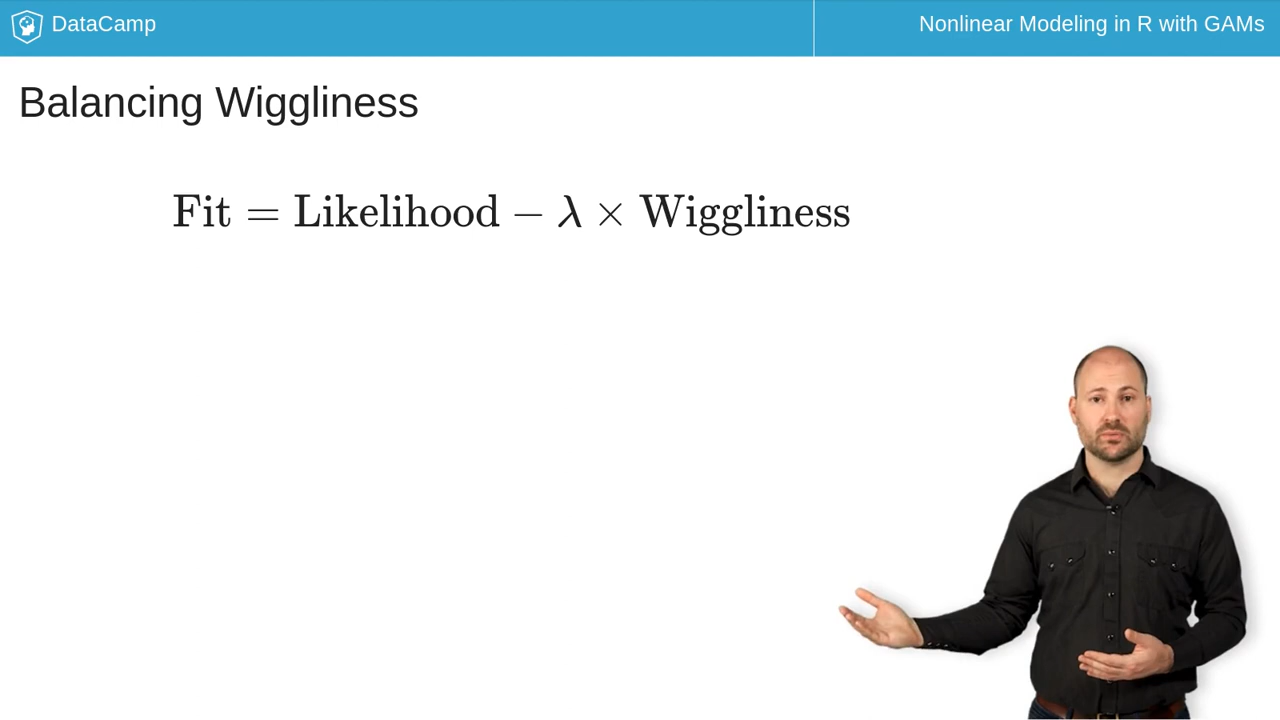 DataCamp
Nonlinear Modeling in R with GAMs
Balancing Wiggliness
Fit = Likelihood − λ × Wiggliness